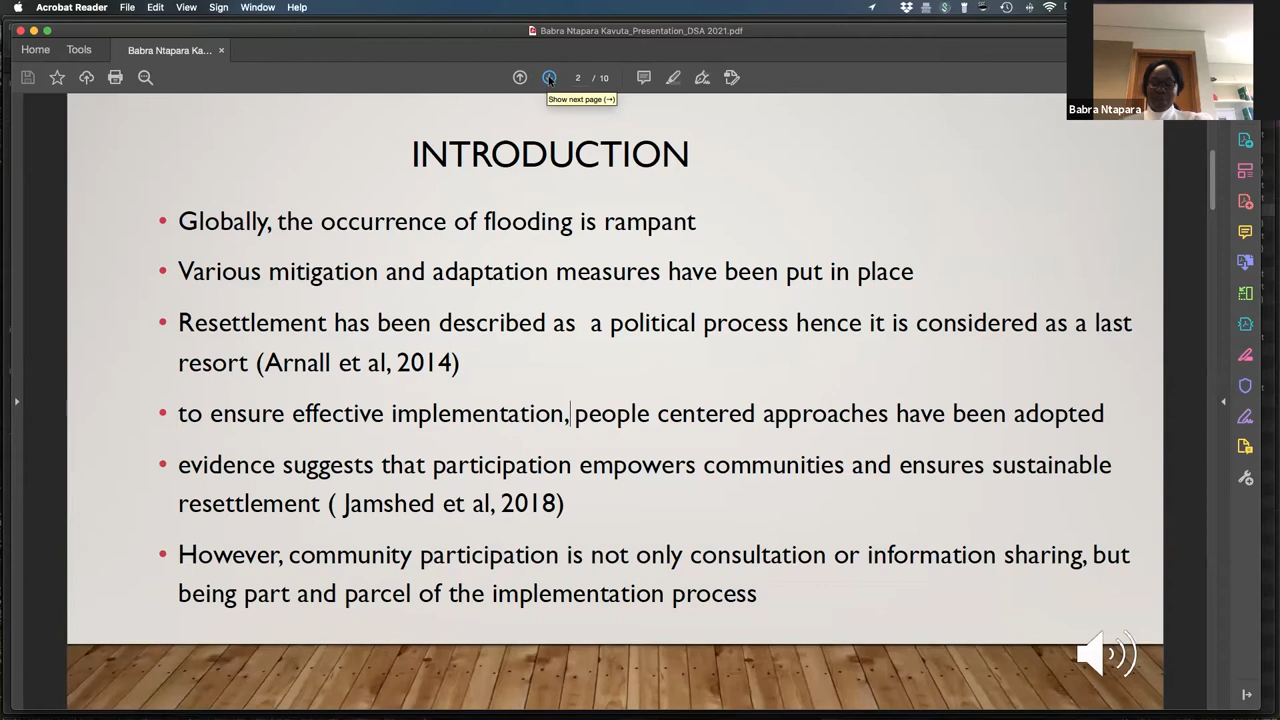 Acrobat Reader File Edit View Sign Window Help
Babra Ntapara Kavuta_Presentation_DSA 2021.pdf
Home Tools Babra Ntapara Ka... ×
2 / 10
Show next page (→)
Babra Ntapara
INTRODUCTION
• Globally, the occurrence of flooding is rampant
• Various mitigation and adaptation measures have been put in place
• Resettlement has been described as a political process hence it is considered as a last
resort (Arnall et al, 2014)
• to ensure effective implementation, people centered approaches have been adopted
• evidence suggests that participation empowers communities and ensures sustainable
resettlement ( Jamshed et al, 2018)
• However, community participation is not only consultation or information sharing, but
being part and parcel of the implementation process